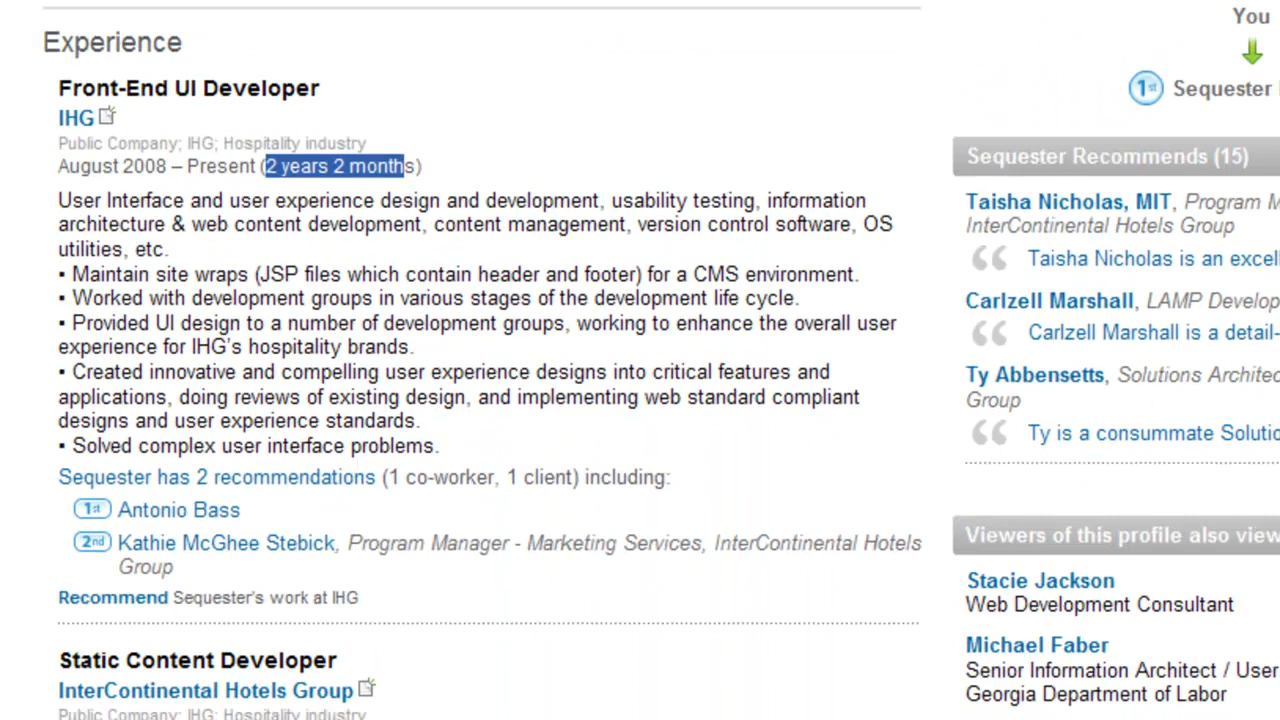 Experience
Front-End UI Developer
IHG
Public Company; IHG; Hospitality industry
August 2008 – Present (2 years 2 months)
User Interface and user experience design and development, usability testing, information
architecture & web content development, content management, version control software, OS
utilities, etc.
▪ Maintain site wraps (JSP files which contain header and footer) for a CMS environment.
▪ Worked with development groups in various stages of the development life cycle.
▪ Provided UI design to a number of development groups, working to enhance the overall user
experience for IHG's hospitality brands.
▪ Created innovative and compelling user experience designs into critical features and
applications, doing reviews of existing design, and implementing web standard compliant
designs and user experience standards.
▪ Solved complex user interface problems.
Sequester has 2 recommendations (1 co-worker, 1 client) including:
1st Antonio Bass
2nd Kathie McGhee Stebick, Program Manager - Marketing Services, InterContinental Hotels
Group
Recommend Sequester's work at IHG
Static Content Developer
InterContinental Hotels Group
Public Company; IHG; Hospitality industry
You
1st Sequester
Sequester Recommends (15)
Taisha Nicholas, MIT, Program M
InterContinental Hotels Group
Taisha Nicholas is an excell
Carlzell Marshall, LAMP Develop
Carlzell Marshall is a detail-
Ty Abbensetts, Solutions Architec
Group
Ty is a consummate Solutio
Viewers of this profile also view
Stacie Jackson
Web Development Consultant
Michael Faber
Senior Information Architect / User
Georgia Department of Labor